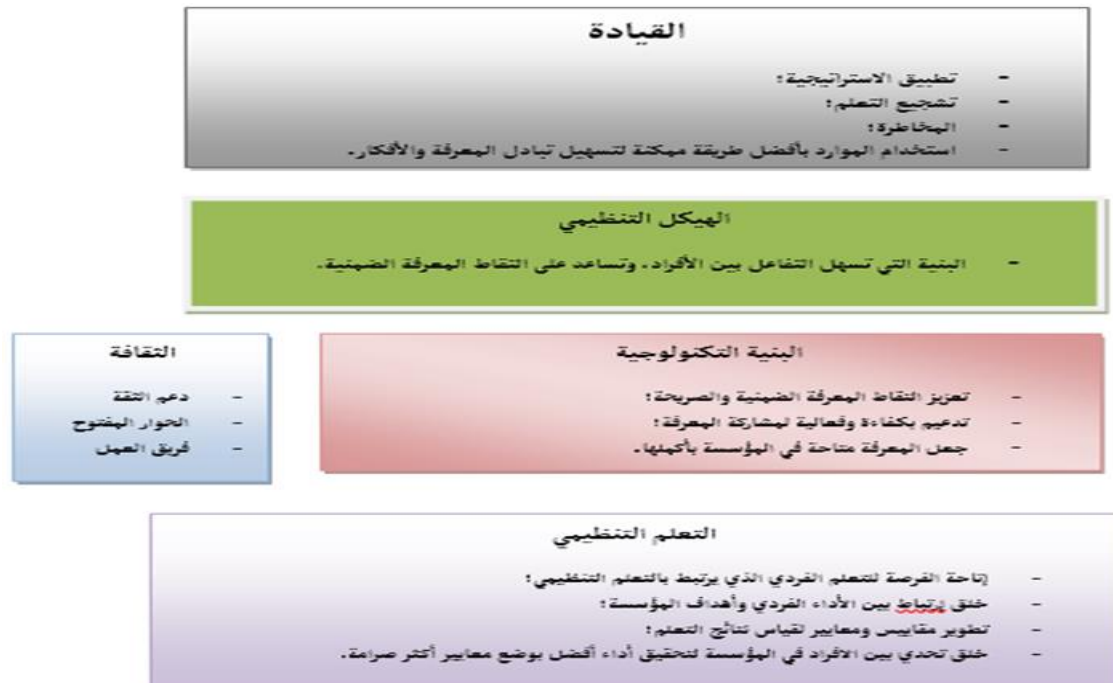 القيادة
- تطبيق الاستراتيجية؛
- تشجيع التعلم؛
- المخاطرة؛
- استخدام الموارد بأفضل طريقة ممكنة لتسهيل تبادل المعرفة والأفكار.
الهيكل التنظيمي
- البنية التي تسهل التفاعل بين الأفراد، وتساعد على التقاط المعرفة الضمنية.
البنية التكنولوجية
- تعزيز التقاط المعرفة الضمنية والصريحة؛
- تدعيم بكفاءة وفعالية لمشاركة المعرفة؛
- جعل المعرفة متاحة في المؤسسة بأكملها.
الثقافة
- دعم الثقة
- الحوار المفتوح
- فريق العمل
التعلم التنظيمي
- إتاحة الفرصة للتعلم الفردي الذي يرتبط بالتعلم التنظيمي؛
- خلق إرتباط بين الأداء الفردي وأهداف المؤسسة؛
- تطوير مقاييس ومعايير لقياس نتائج التعلم؛
- خلق تحدي بين الافراد في المؤسسة لتحقيق أداء أفضل بوضع معايير أكثر صرامة.